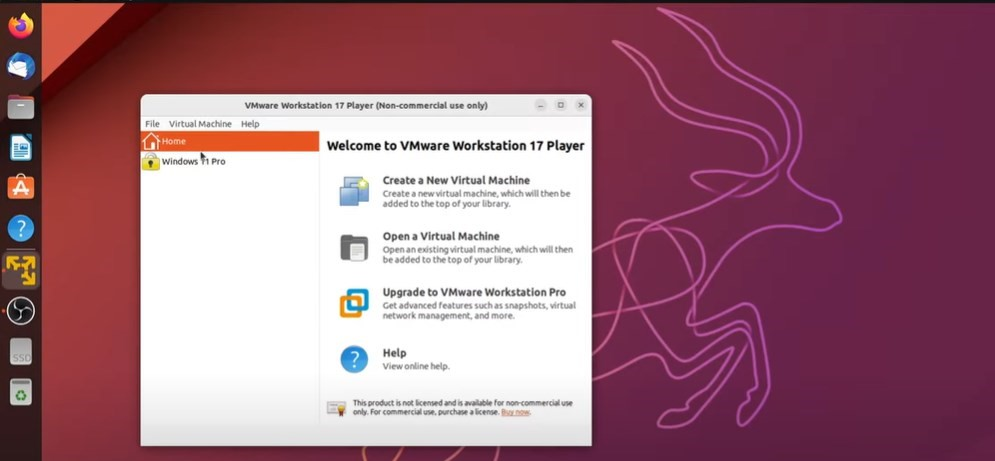 VMware Workstation 17 Player (Non-commercial use only)
File Virtual Machine Help
Home
Windows 11 Pro
Welcome to VMware Workstation 17 Player
Create a New Virtual Machine
Create a new virtual machine, which will then be
added to the top of your library.
Open a Virtual Machine
Open an existing virtual machine, which will then
be added to the top of your library.
Upgrade to VMware Workstation Pro
Get advanced features such as snapshots, virtual
network management, and more.
Help
View online help.
This product is not licensed and is available for non-commercial use
only. For commercial use, purchase a license. Buy now.
SSD